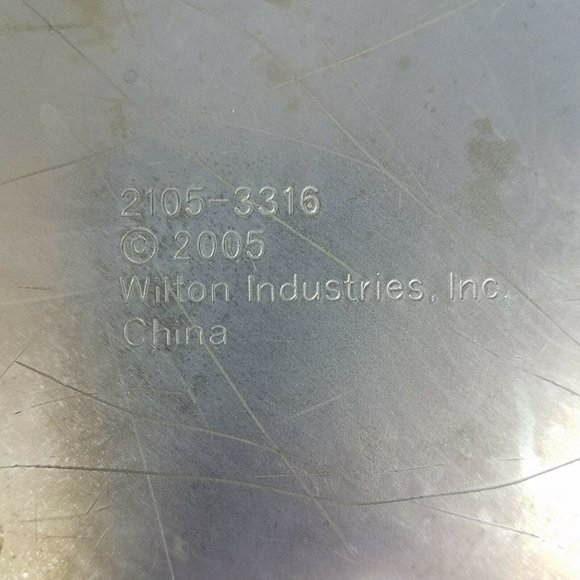 2105-3316
© 2005
Wilton Industries, Inc.
China